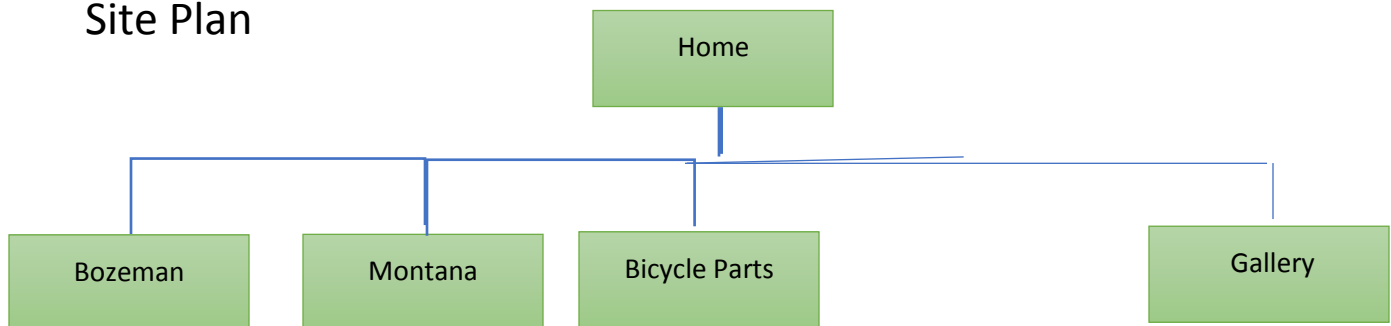 Site Plan
Home
Bozeman
Montana
Bicycle Parts
Gallery